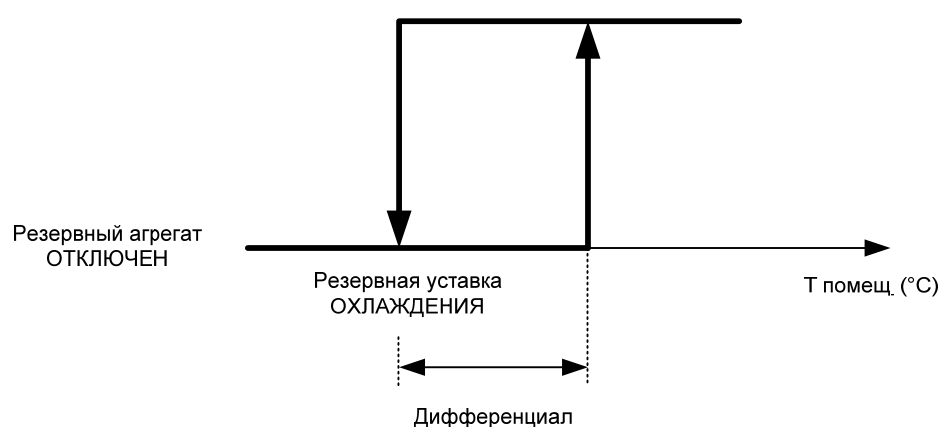 Резервный агрегат
ОТКЛЮЧЕН
Резервная уставка
ОХЛАЖДЕНИЯ
Т помещ. (°C)
Дифференциал